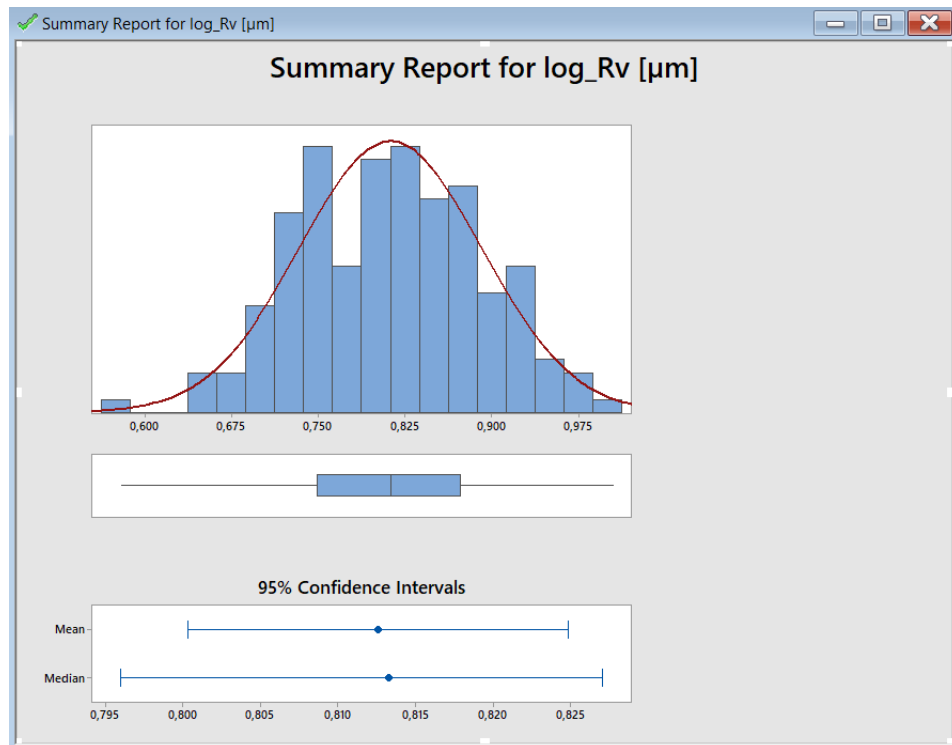 Summary Report for log_Rv [µm]
Summary Report for log_Rv [µm]
0,600 0,675 0,750 0,825 0,900 0,975
95% Confidence Intervals
Mean
Median
0,795 0,800 0,805 0,810 0,815 0,820 0,825